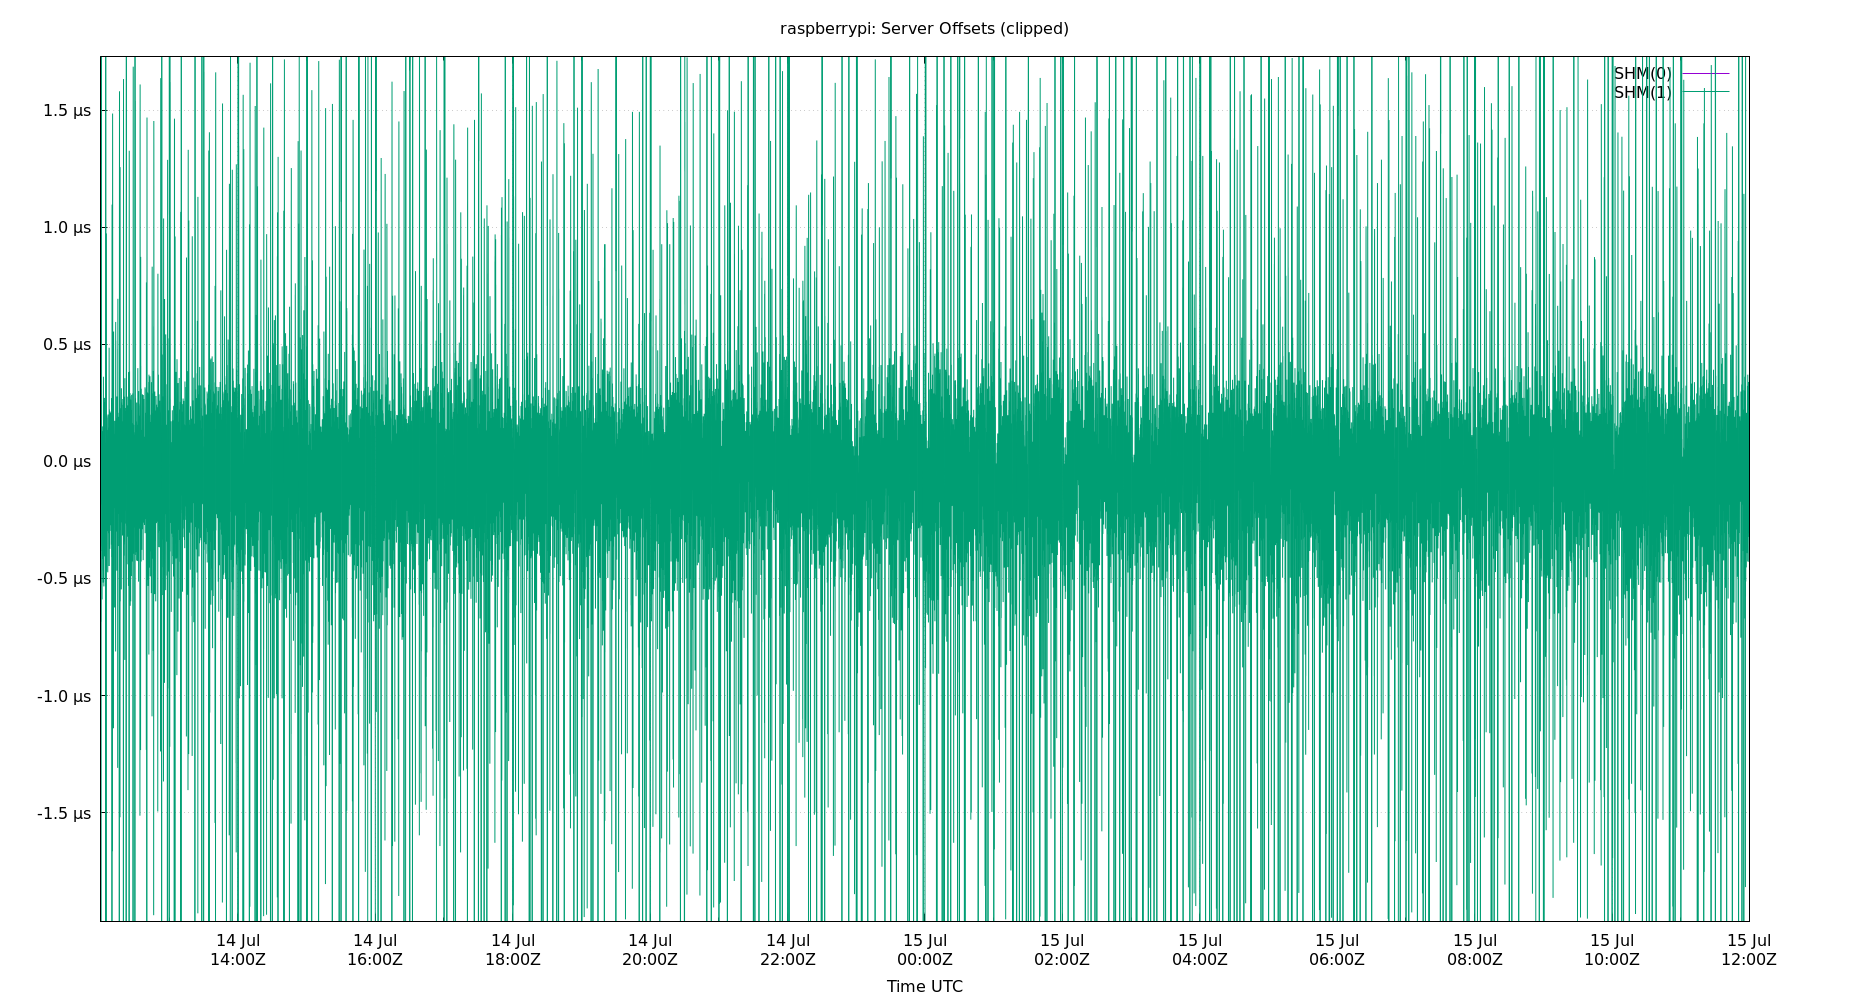 raspberrypi: Server Offsets (clipped)
SHM(0)
SHM(1)
1.5 µs
1.0 µs
0.5 µs
0.0 µs
-0.5 µs
-1.0 µs
-1.5 µs
14 Jul 14 Jul 14 Jul 14 Jul 14 Jul 15 Jul 15 Jul 15 Jul 15 Jul 15 Jul 15 Jul 15 Jul
14:00Z 16:00Z 18:00Z 20:00Z 22:00Z 00:00Z 02:00Z 04:00Z 06:00Z 08:00Z 10:00Z 12:00Z
Time UTC